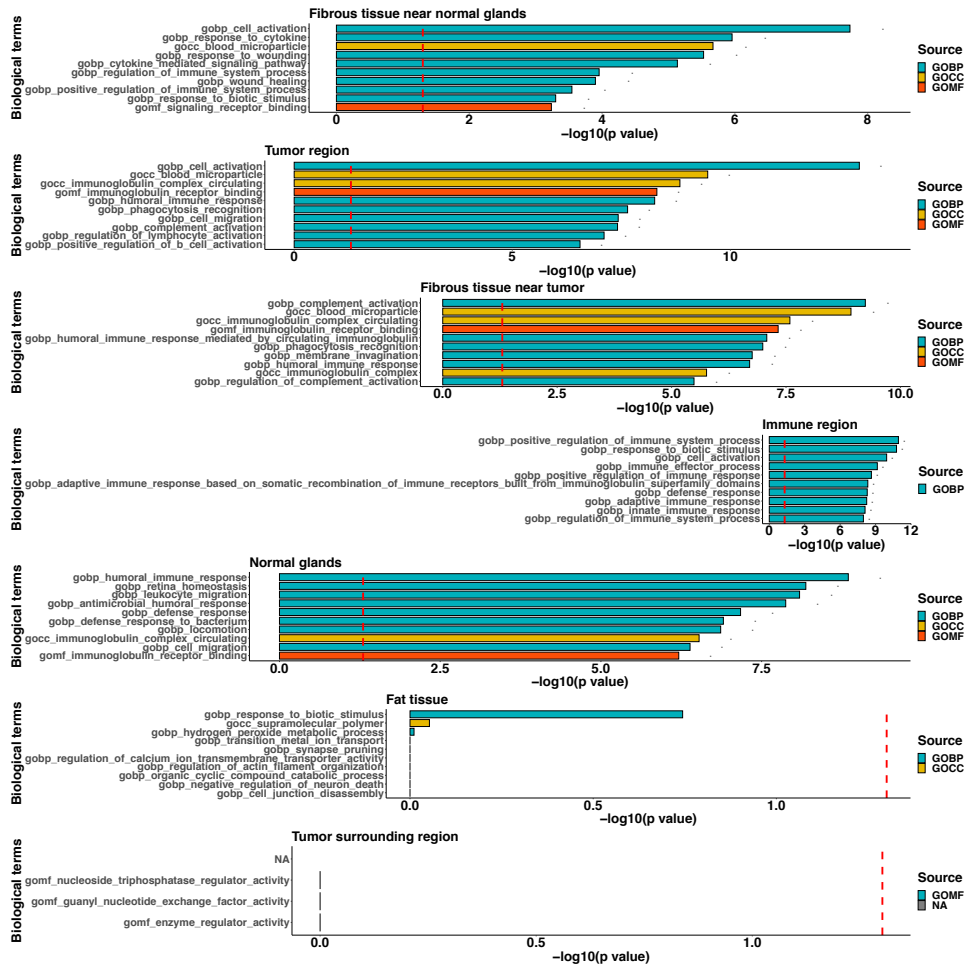 Fibrous tissue near normal glands
Biological terms
gobp_cell_activation
gobp_response_to_cytokine
gocc_blood_microparticle
gobp_response_to_wounding
gobp_cytokine_mediated_signaling_pathway
gobp_regulation_of_immune_system_process
gobp_wound_healing
gobp_positive_regulation_of_immune_system_process
gobp_response_to_biotic_stimulus
gomf_signaling_receptor_binding
0 2 4 6 8
−log10(p value)
Source
GOBP
GOCC
GOMF
Tumor region
Biological terms
gobp_cell_activation
gocc_blood_microparticle
gocc_immunoglobulin_complex_circulating
gomf_immunoglobulin_receptor_binding
gobp_humoral_immune_response
gobp_phagocytosis_recognition
gobp_cell_migration
gobp_complement_activation
gobp_regulation_of_lymphocyte_activation
gobp_positive_regulation_of_b_cell_activation
0 5 10
−log10(p value)
Source
GOBP
GOCC
GOMF
Fibrous tissue near tumor
Biological terms
gobp_complement_activation
gocc_blood_microparticle
gocc_immunoglobulin_complex_circulating
gomf_immunoglobulin_receptor_binding
gobp_humoral_immune_response_mediated_by_circulating_immunoglobulin
gobp_phagocytosis_recognition
gobp_membrane_invagination
gobp_humoral_immune_response
gocc_immunoglobulin_complex
gobp_regulation_of_complement_activation
0.0 2.5 5.0 7.5 10.0
−log10(p value)
Source
GOBP
GOCC
GOMF
Immune region
Biological terms
gobp_positive_regulation_of_immune_system_process
gobp_response_to_biotic_stimulus
gobp_cell_activation
gobp_immune_effector_process
gobp_positive_regulation_of_immune_response
gobp_adaptive_immune_response_based_on_somatic_recombination_of_immune_receptors_built_from_immunoglobulin_superfamily_domains
gobp_defense_response
gobp_adaptive_immune_response
gobp_innate_immune_response
gobp_regulation_of_immune_system_process
0 3 6 9 12
−log10(p value)
Source
GOBP
Normal glands
Biological terms
gobp_humoral_immune_response
gobp_retina_homeostasis
gobp_leukocyte_migration
gobp_antimicrobial_humoral_response
gobp_defense_response
gobp_defense_response_to_bacterium
gobp_locomotion
gocc_immunoglobulin_complex_circulating
gobp_cell_migration
gomf_immunoglobulin_receptor_binding
0.0 2.5 5.0 7.5
−log10(p value)
Source
GOBP
GOCC
GOMF
Fat tissue
Biological terms
gobp_response_to_biotic_stimulus
gocc_supramolecular_polymer
gobp_hydrogen_peroxide_metabolic_process
gobp_transition_metal_ion_transport
gobp_synapse_pruning
gobp_regulation_of_calcium_ion_transmembrane_transporter_activity
gobp_regulation_of_actin_filament_organization
gobp_organic_cyclic_compound_catabolic_process
gobp_negative_regulation_of_neuron_death
gobp_cell_junction_disassembly
0.0 0.5 1.0
−log10(p value)
Source
GOBP
GOCC
Tumor surrounding region
Biological terms
NA
gomf_nucleoside_triphosphatase_regulator_activity
gomf_guanyl_nucleotide_exchange_factor_activity
gomf_enzyme_regulator_activity
0.0 0.5 1.0
−log10(p value)
Source
GOMF
NA